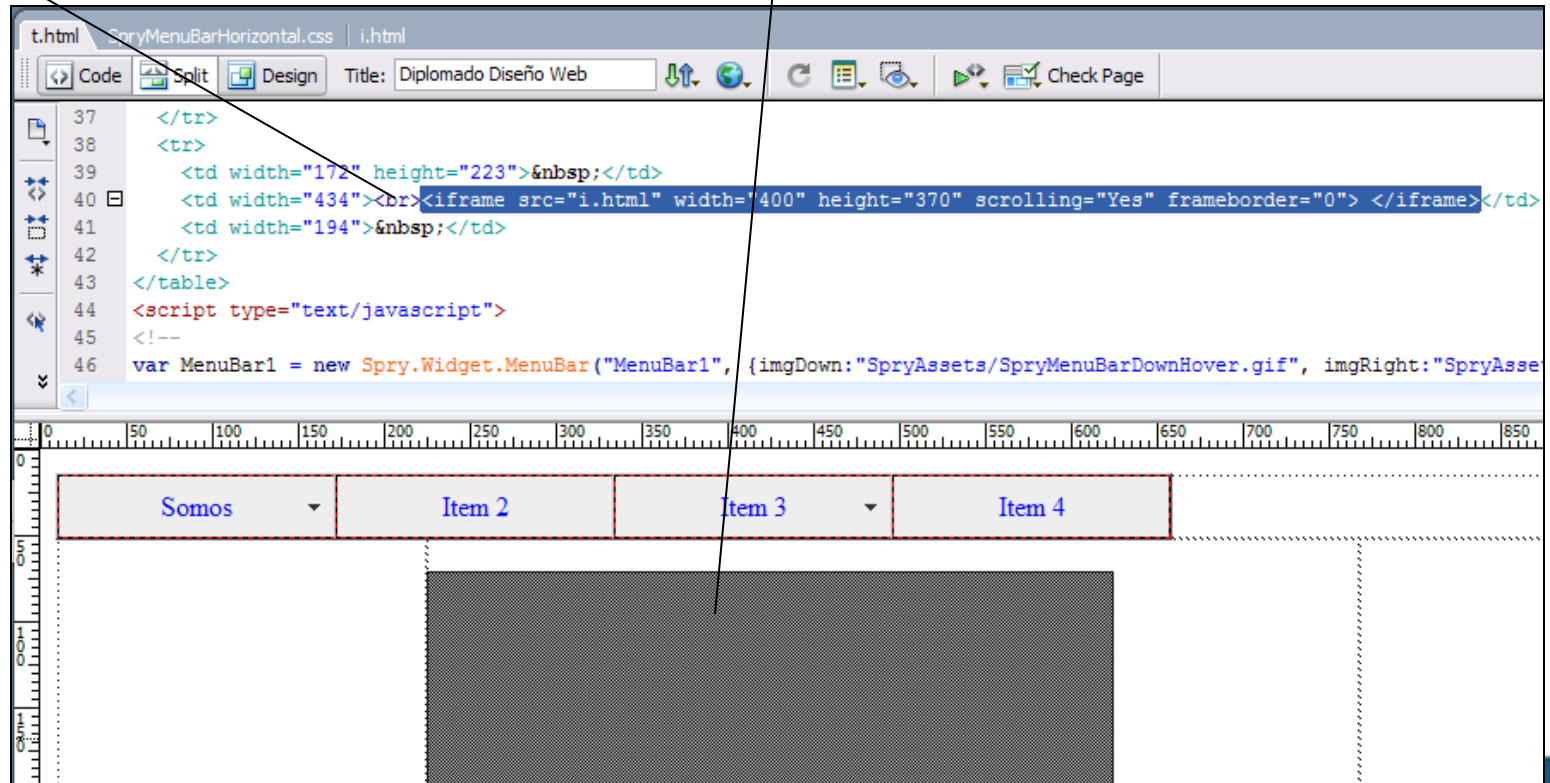 t.html SpryMenuBarHorizontal.css i.html
Code Split Design Title: Diplomado Diseño Web Check Page
37 </tr>
38 <tr>
39 <td width="172" height="223">&nbsp;</td>
40 <td width="434"><br><iframe src="i.html" width="400" height="370" scrolling="Yes" frameborder="0"> </iframe></td>
41 <td width="194">&nbsp;</td>
42 </tr>
43 </table>
44 <script type="text/javascript">
45 <!--
46 var MenuBar1 = new Spry.Widget.MenuBar("MenuBar1", {imgDown:"SpryAssets/SpryMenuBarDownHover.gif", imgRight:"SpryAsse
0 50 100 150 200 250 300 350 400 450 500 550 600 650 700 750 800 850
0
Somos Item 2 Item 3 Item 4
50
100
150